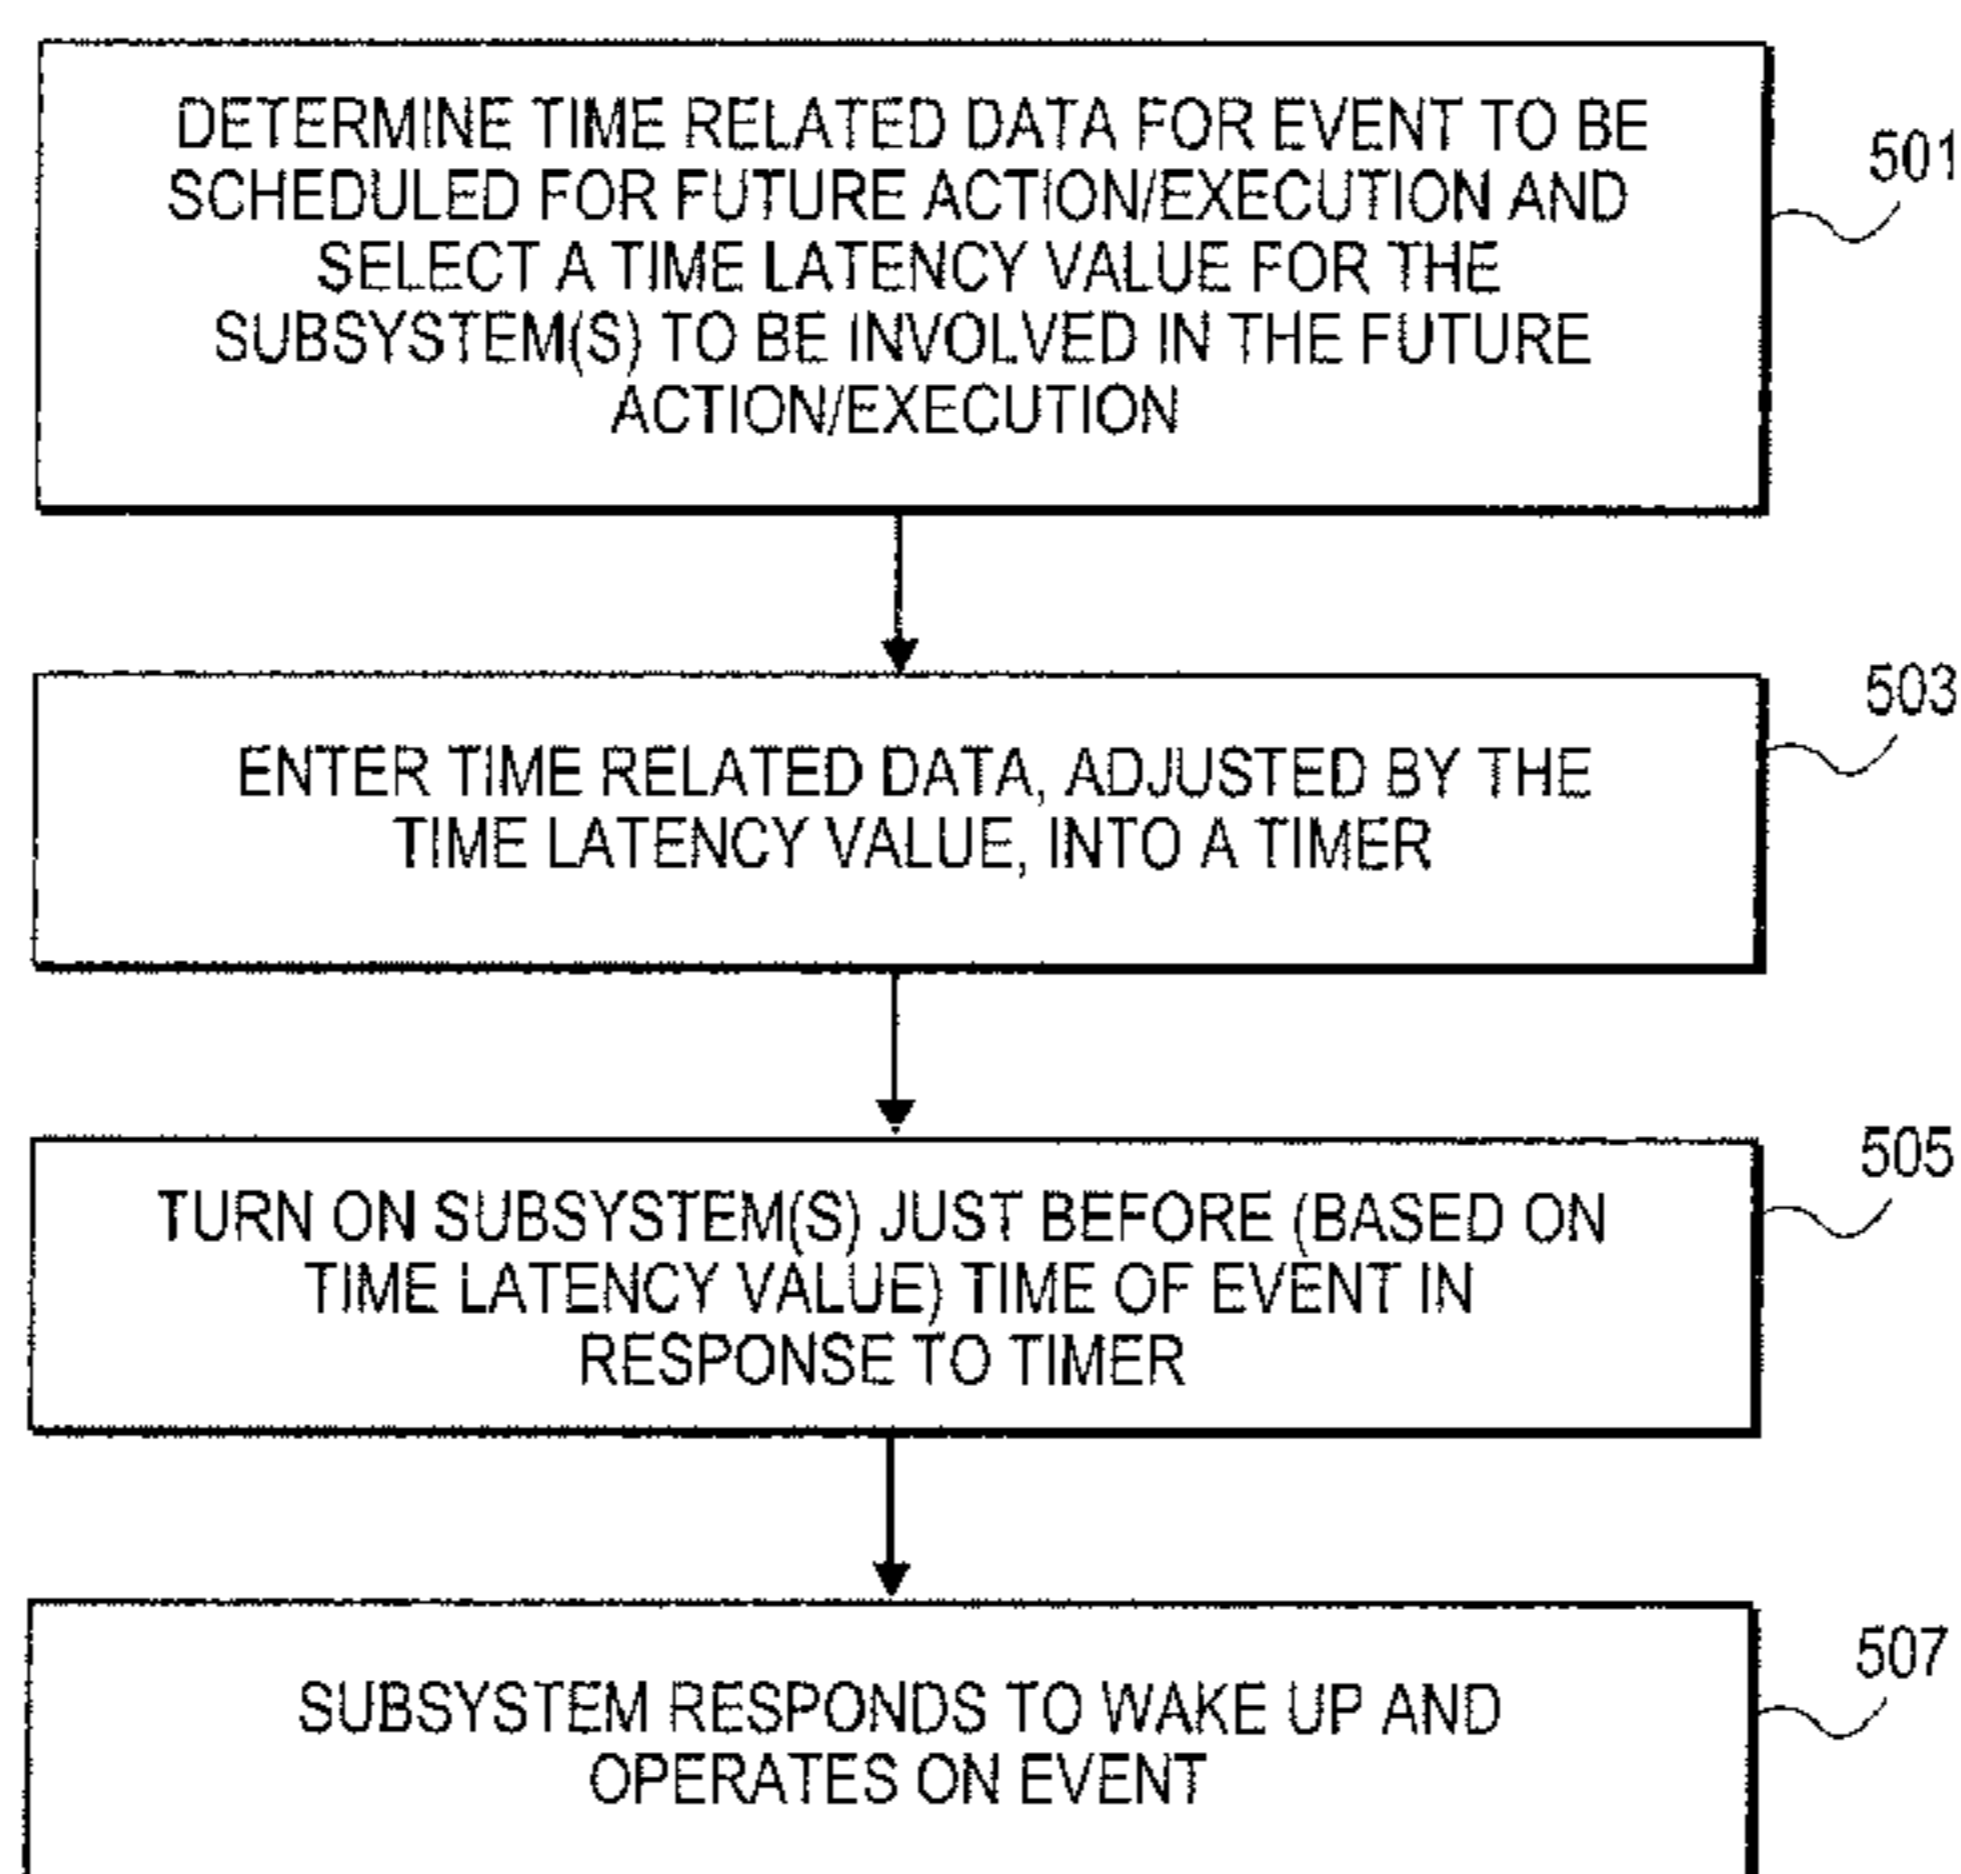 DETERMINE TIME RELATED DATA FOR EVENT TO BE
SCHEDULED FOR FUTURE ACTION/EXECUTION AND
SELECT A TIME LATENCY VALUE FOR THE
SUBSYSTEM(S) TO BE INVOLVED IN THE FUTURE
ACTION/EXECUTION
501
ENTER TIME RELATED DATA, ADJUSTED BY THE
TIME LATENCY VALUE, INTO A TIMER
503
TURN ON SUBSYSTEM(S) JUST BEFORE (BASED ON
TIME LATENCY VALUE) TIME OF EVENT IN
RESPONSE TO TIMER
505
SUBSYSTEM RESPONDS TO WAKE UP AND
OPERATES ON EVENT
507